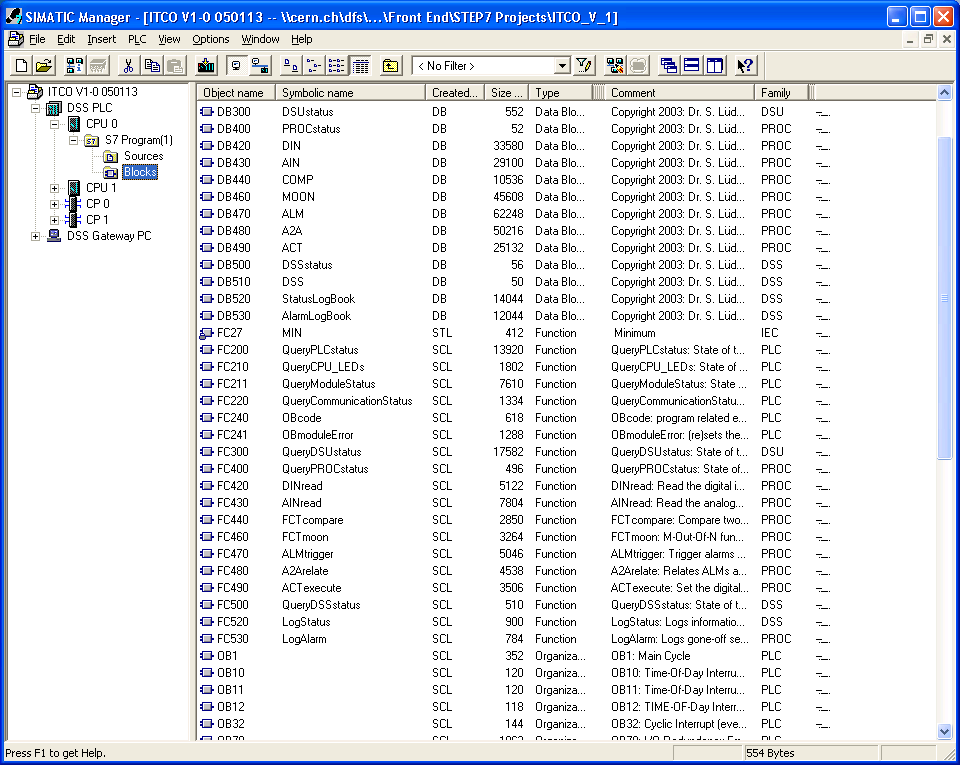 SIMATIC Manager - [ITCO V1-0 050113 -- \\cern.ch\dfs\...\Front End\STEP7 Projects\ITCO_V_1]
File Edit Insert PLC View Options Window Help
< No Filter >
ITCO V1-0 050113
DSS PLC
CPU 0
S7 Program(1)
Sources
Blocks
CPU 1
CP 0
CP 1
DSS Gateway PC
Object name Symbolic name Created... Size ... Type Comment Family
DB300 DSUstatus DB 552 Data Blo... Copyright 2003: Dr. S. Lüd... DSU
DB400 PROCstatus DB 52 Data Blo... Copyright 2003: Dr. S. Lüd... PROC
DB420 DIN DB 33580 Data Blo... Copyright 2003: Dr. S. Lüd... PROC
DB430 AIN DB 29100 Data Blo... Copyright 2003: Dr. S. Lüd... PROC
DB440 COMP DB 10536 Data Blo... Copyright 2003: Dr. S. Lüd... PROC
DB460 MOON DB 45608 Data Blo... Copyright 2003: Dr. S. Lüd... PROC
DB470 ALM DB 62248 Data Blo... Copyright 2003: Dr. S. Lüd... PROC
DB480 A2A DB 50216 Data Blo... Copyright 2003: Dr. S. Lüd... PROC
DB490 ACT DB 25132 Data Blo... Copyright 2003: Dr. S. Lüd... PROC
DB500 DSSstatus DB 56 Data Blo... Copyright 2003: Dr. S. Lüd... DSS
DB510 DSS DB 50 Data Blo... Copyright 2003: Dr. S. Lüd... DSS
DB520 StatusLogBook DB 14044 Data Blo... Copyright 2003: Dr. S. Lüd... DSS
DB530 AlarmLogBook DB 12044 Data Blo... Copyright 2003: Dr. S. Lüd... DSS
FC27 MIN STL 412 Function Minimum IEC
FC200 QueryPLCstatus SCL 13920 Function QueryPLCstatus: State of t... PLC
FC210 QueryCPU_LEDs SCL 1802 Function QueryCPU_LEDs: State of ... PLC
FC211 QueryModuleStatus SCL 7610 Function QueryModuleStatus: State ... PLC
FC220 QueryCommunicationStatus SCL 1334 Function QueryCommunicationStatu... PLC
FC240 OBcode SCL 618 Function OBcode: program related e... PLC
FC241 OBmoduleError SCL 1288 Function OBmoduleError: (re)sets the... PLC
FC300 QueryDSUstatus SCL 17582 Function QueryDSUstatus: State of t... DSU
FC400 QueryPROCstatus SCL 496 Function QueryPROCstatus: State of... PROC
FC420 DINread SCL 5122 Function DINread: Read the digital i... PROC
FC430 AINread SCL 7804 Function AINread: Read the analog... PROC
FC440 FCTcompare SCL 2850 Function FCTcompare: Compare two... PROC
FC460 FCTmoon SCL 3264 Function FCTmoon: M-Out-Of-N fun... PROC
FC470 ALMtrigger SCL 5046 Function ALMtrigger: Trigger alarms ... PROC
FC480 A2Arelate SCL 4538 Function A2Arelate: Relates ALMs a... PROC
FC490 ACTexecute SCL 3506 Function ACTexecute: Set the digital... PROC
FC500 QueryDSSstatus SCL 510 Function QueryDSSstatus: State of t... DSS
FC520 LogStatus SCL 900 Function LogStatus: Logs informatio... DSS
FC530 LogAlarm SCL 784 Function LogAlarm: Logs gone-off se... PROC
OB1 SCL 352 Organiza... OB1: Main Cycle PLC
OB10 SCL 120 Organiza... OB10: Time-Of-Day Interru... PLC
OB11 SCL 120 Organiza... OB11: Time-Of-Day Interru... PLC
OB12 SCL 118 Organiza... OB12: TIME-OF-Day Interr... PLC
OB32 SCL 144 Organiza... OB32: Cyclic Interrupt (eve... PLC
Press F1 to get Help. 554 Bytes